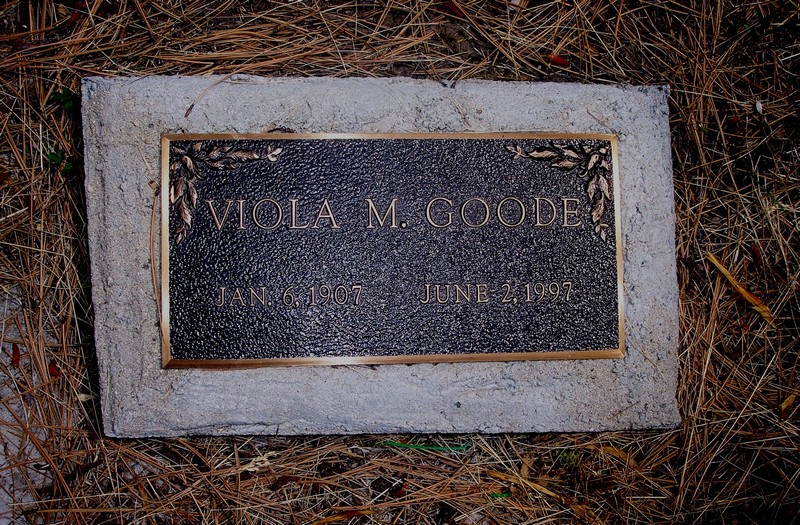 VIOLA M. GOODE
JAN. 6, 1907 JUNE 2, 1997